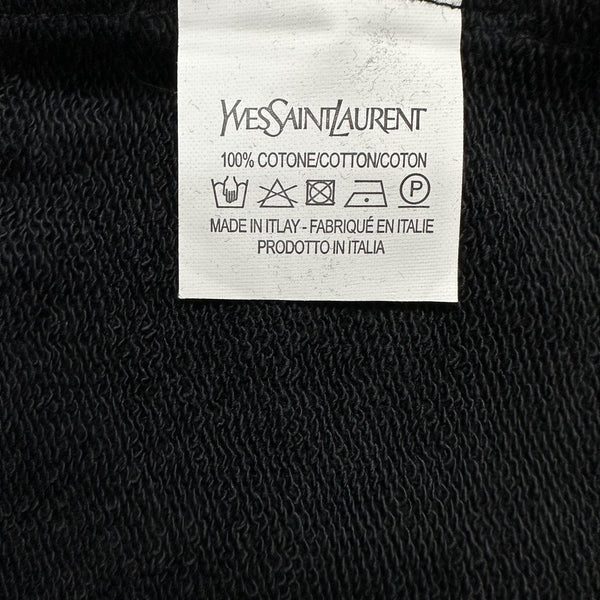 YVESSAINTLAURENT
100% COTONE/COTTON/COTON
P
MADE IN ITLAY - FABRIQUÉ EN ITALIE
PRODOTTO IN ITALIA